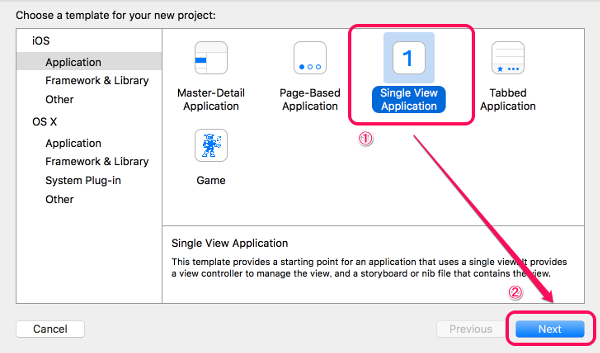 Choose a template for your new project:
iOS
Application
Framework & Library
Other
OS X
Application
Framework & Library
System Plug-in
Other
Master-Detail
Application
Page-Based
Application
1
Single View
Application
Tabbed
Application
①
Game
Single View Application
This template provides a starting point for an application that uses a single view. It provides
a view controller to manage the view, and a storyboard or nib file that contains the view.
②
Cancel
Previous
Next